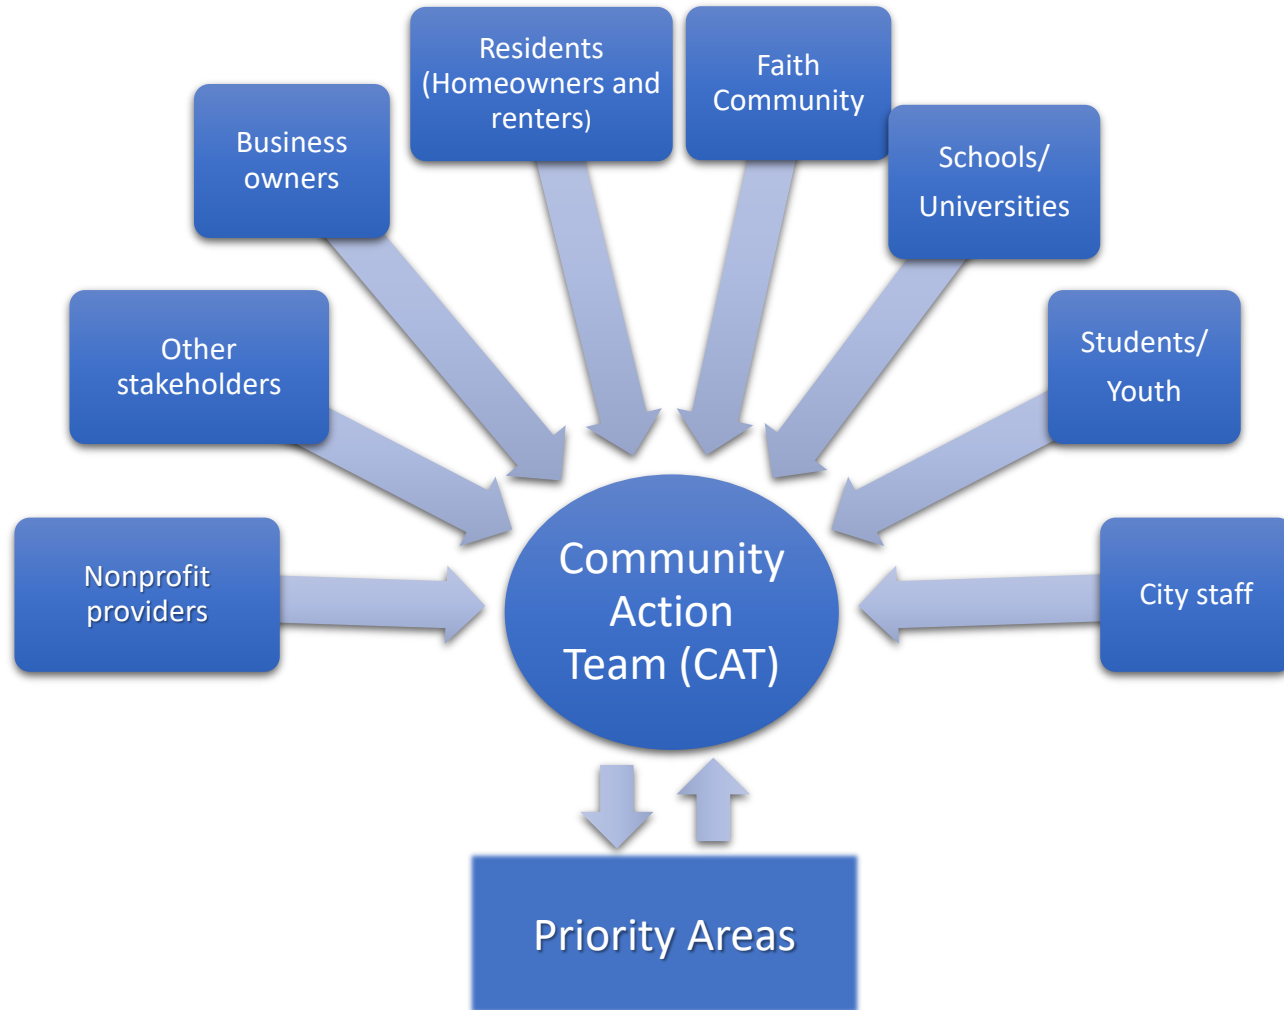 Residents
(Homeowners and
renters)
Faith
Community
Business
owners
Schools/
Universities
Other
stakeholders
Students/
Youth
Nonprofit
providers
Community
Action
Team (CAT)
City staff
Priority Areas